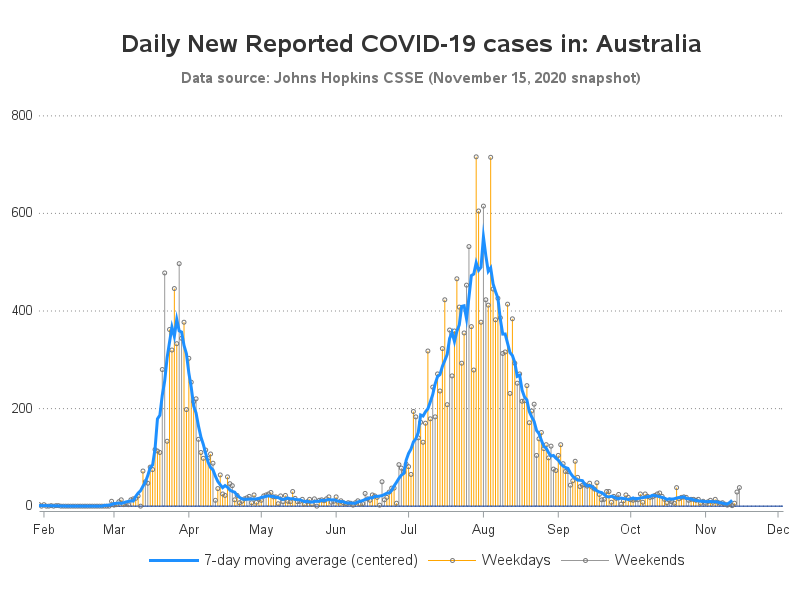 Daily New Reported COVID-19 cases in: Australia
Data source: Johns Hopkins CSSE (November 15, 2020 snapshot)
800
600
400
200
0
Feb Mar Apr May Jun Jul Aug Sep Oct Nov Dec
7-day moving average (centered) Weekdays Weekends